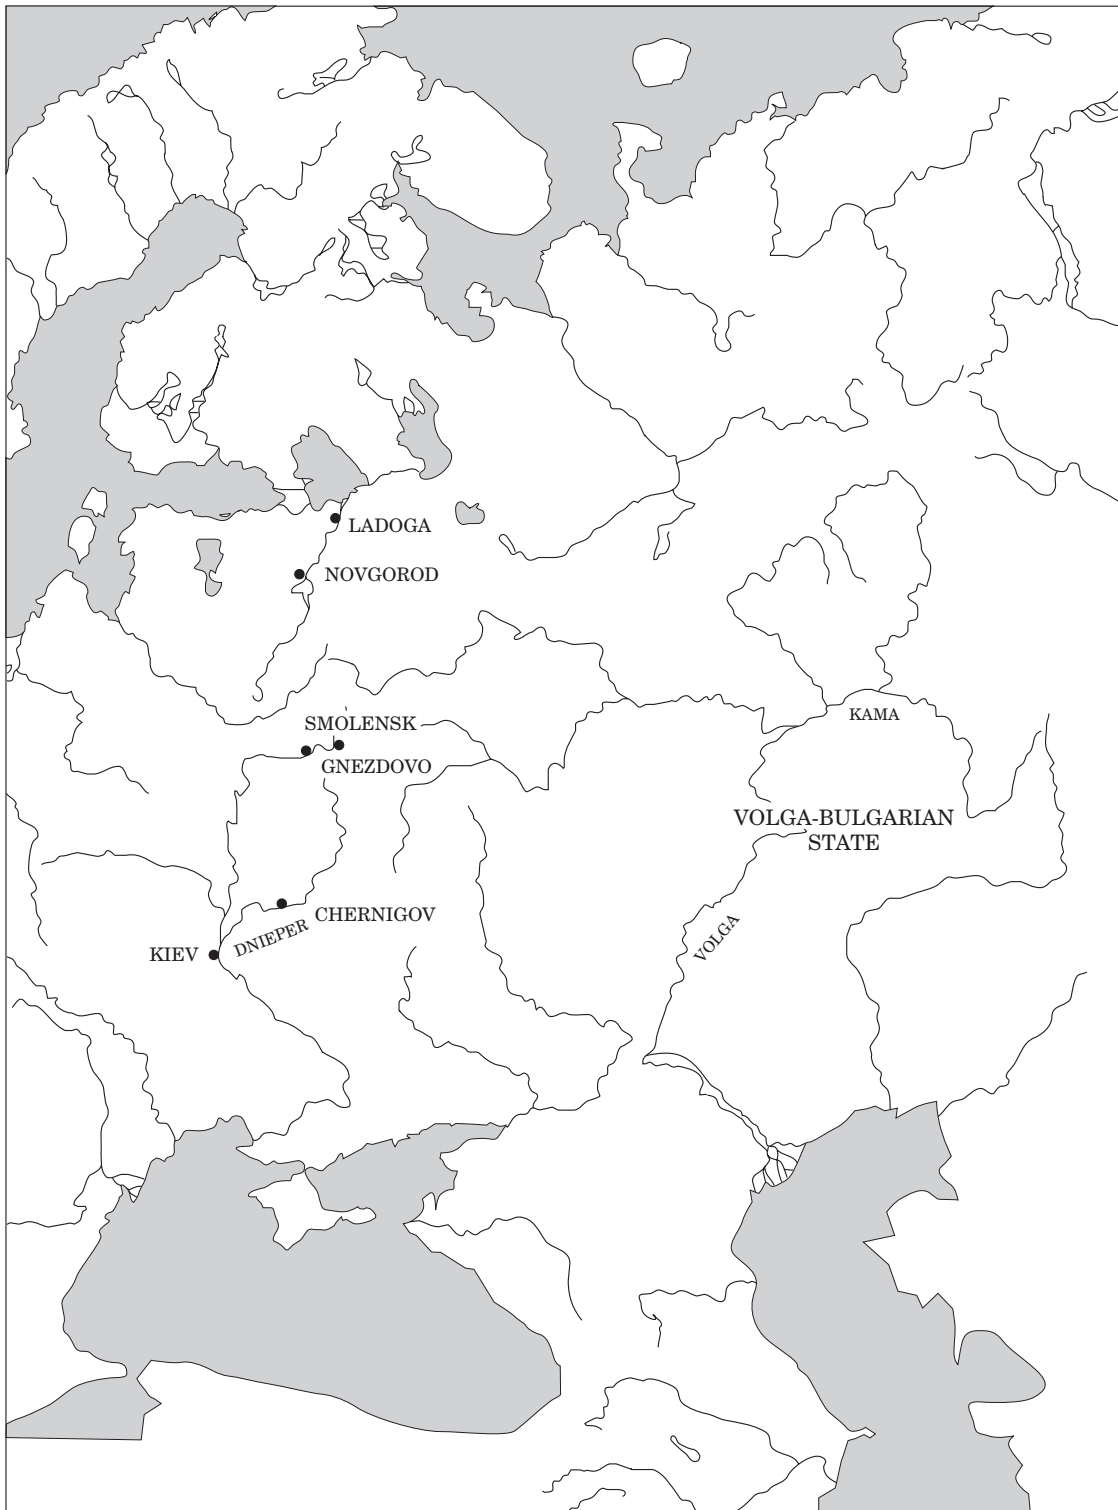 LADOGA
NOVGOROD
SMOLENSK
KAMA
GNEZDOVO
VOLGA-BULGARIAN
STATE
CHERNIGOV
DNIEPER
VOLGA
KIEV